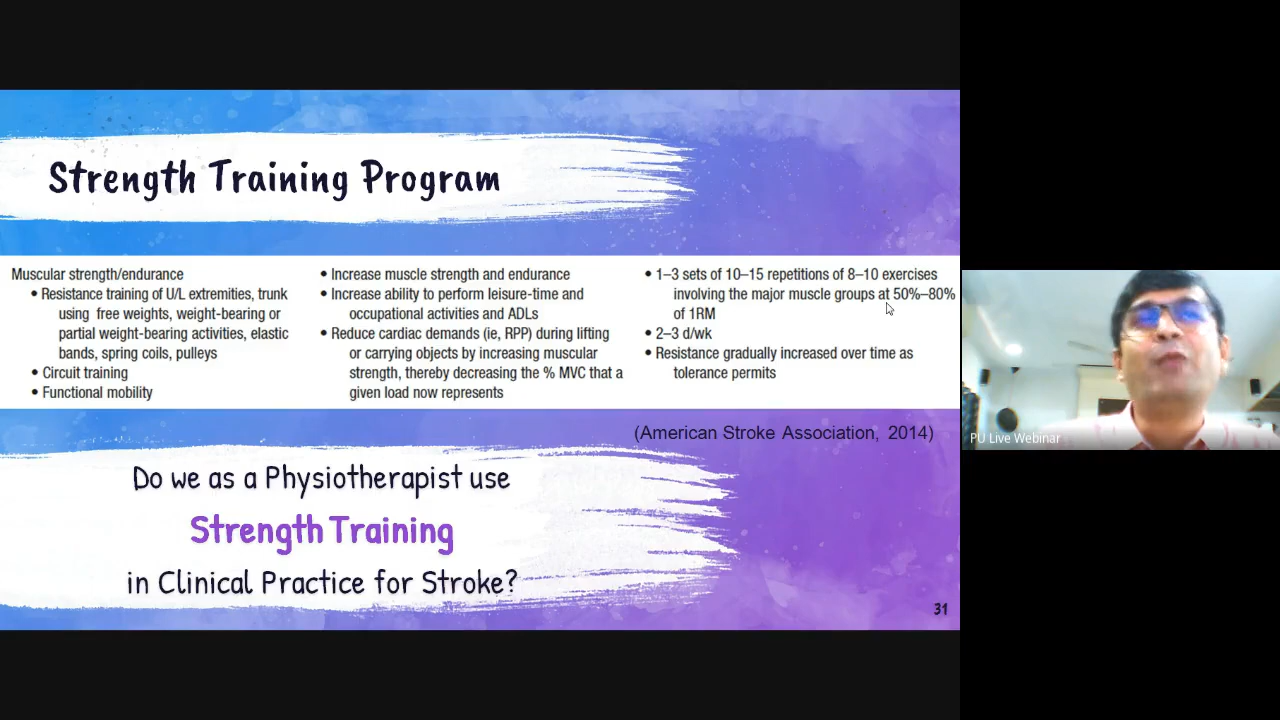 Strength Training Program
Muscular strength/endurance
• Resistance training of U/L extremities, trunk
using free weights, weight-bearing or
partial weight-bearing activities, elastic
bands, spring coils, pulleys
• Circuit training
• Functional mobility
• Increase muscle strength and endurance
• Increase ability to perform leisure-time and
occupational activities and ADLs
• Reduce cardiac demands (ie, RPP) during lifting
or carrying objects by increasing muscular
strength, thereby decreasing the % MVC that a
given load now represents
• 1–3 sets of 10–15 repetitions of 8–10 exercises
involving the major muscle groups at 50%–80%
of 1RM
• 2–3 d/wk
• Resistance gradually increased over time as
tolerance permits
(American Stroke Association, 2014)
Do we as a Physiotherapist use
Strength Training
in Clinical Practice for Stroke?
31
PU Live Webinar